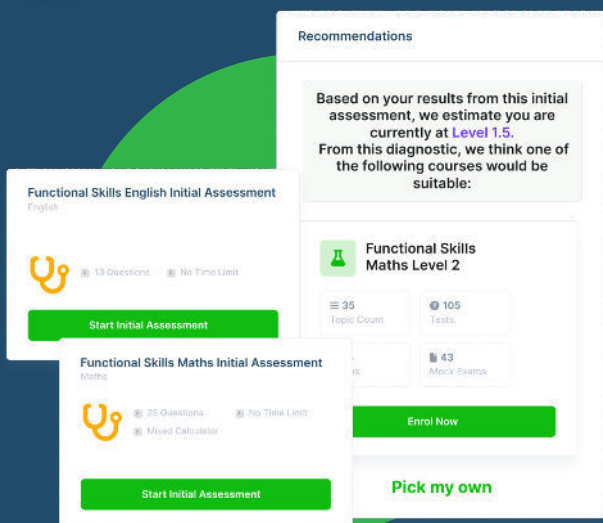 Recommendations
Based on your results from this initial
assessment, we estimate you are
currently at Level 1.5.
From this diagnostic, we think one of
the following courses would be
suitable:
Functional Skills
Maths Level 2
35
Topic Count
105
Tests
43
Mock Exams
Enrol Now
Pick my own
Functional Skills English Initial Assessment
English
13 Questions
No Time Limit
Start Initial Assessment
Functional Skills Maths Initial Assessment
Maths
25 Questions
No Time Limit
Mixed Calculator
Start Initial Assessment